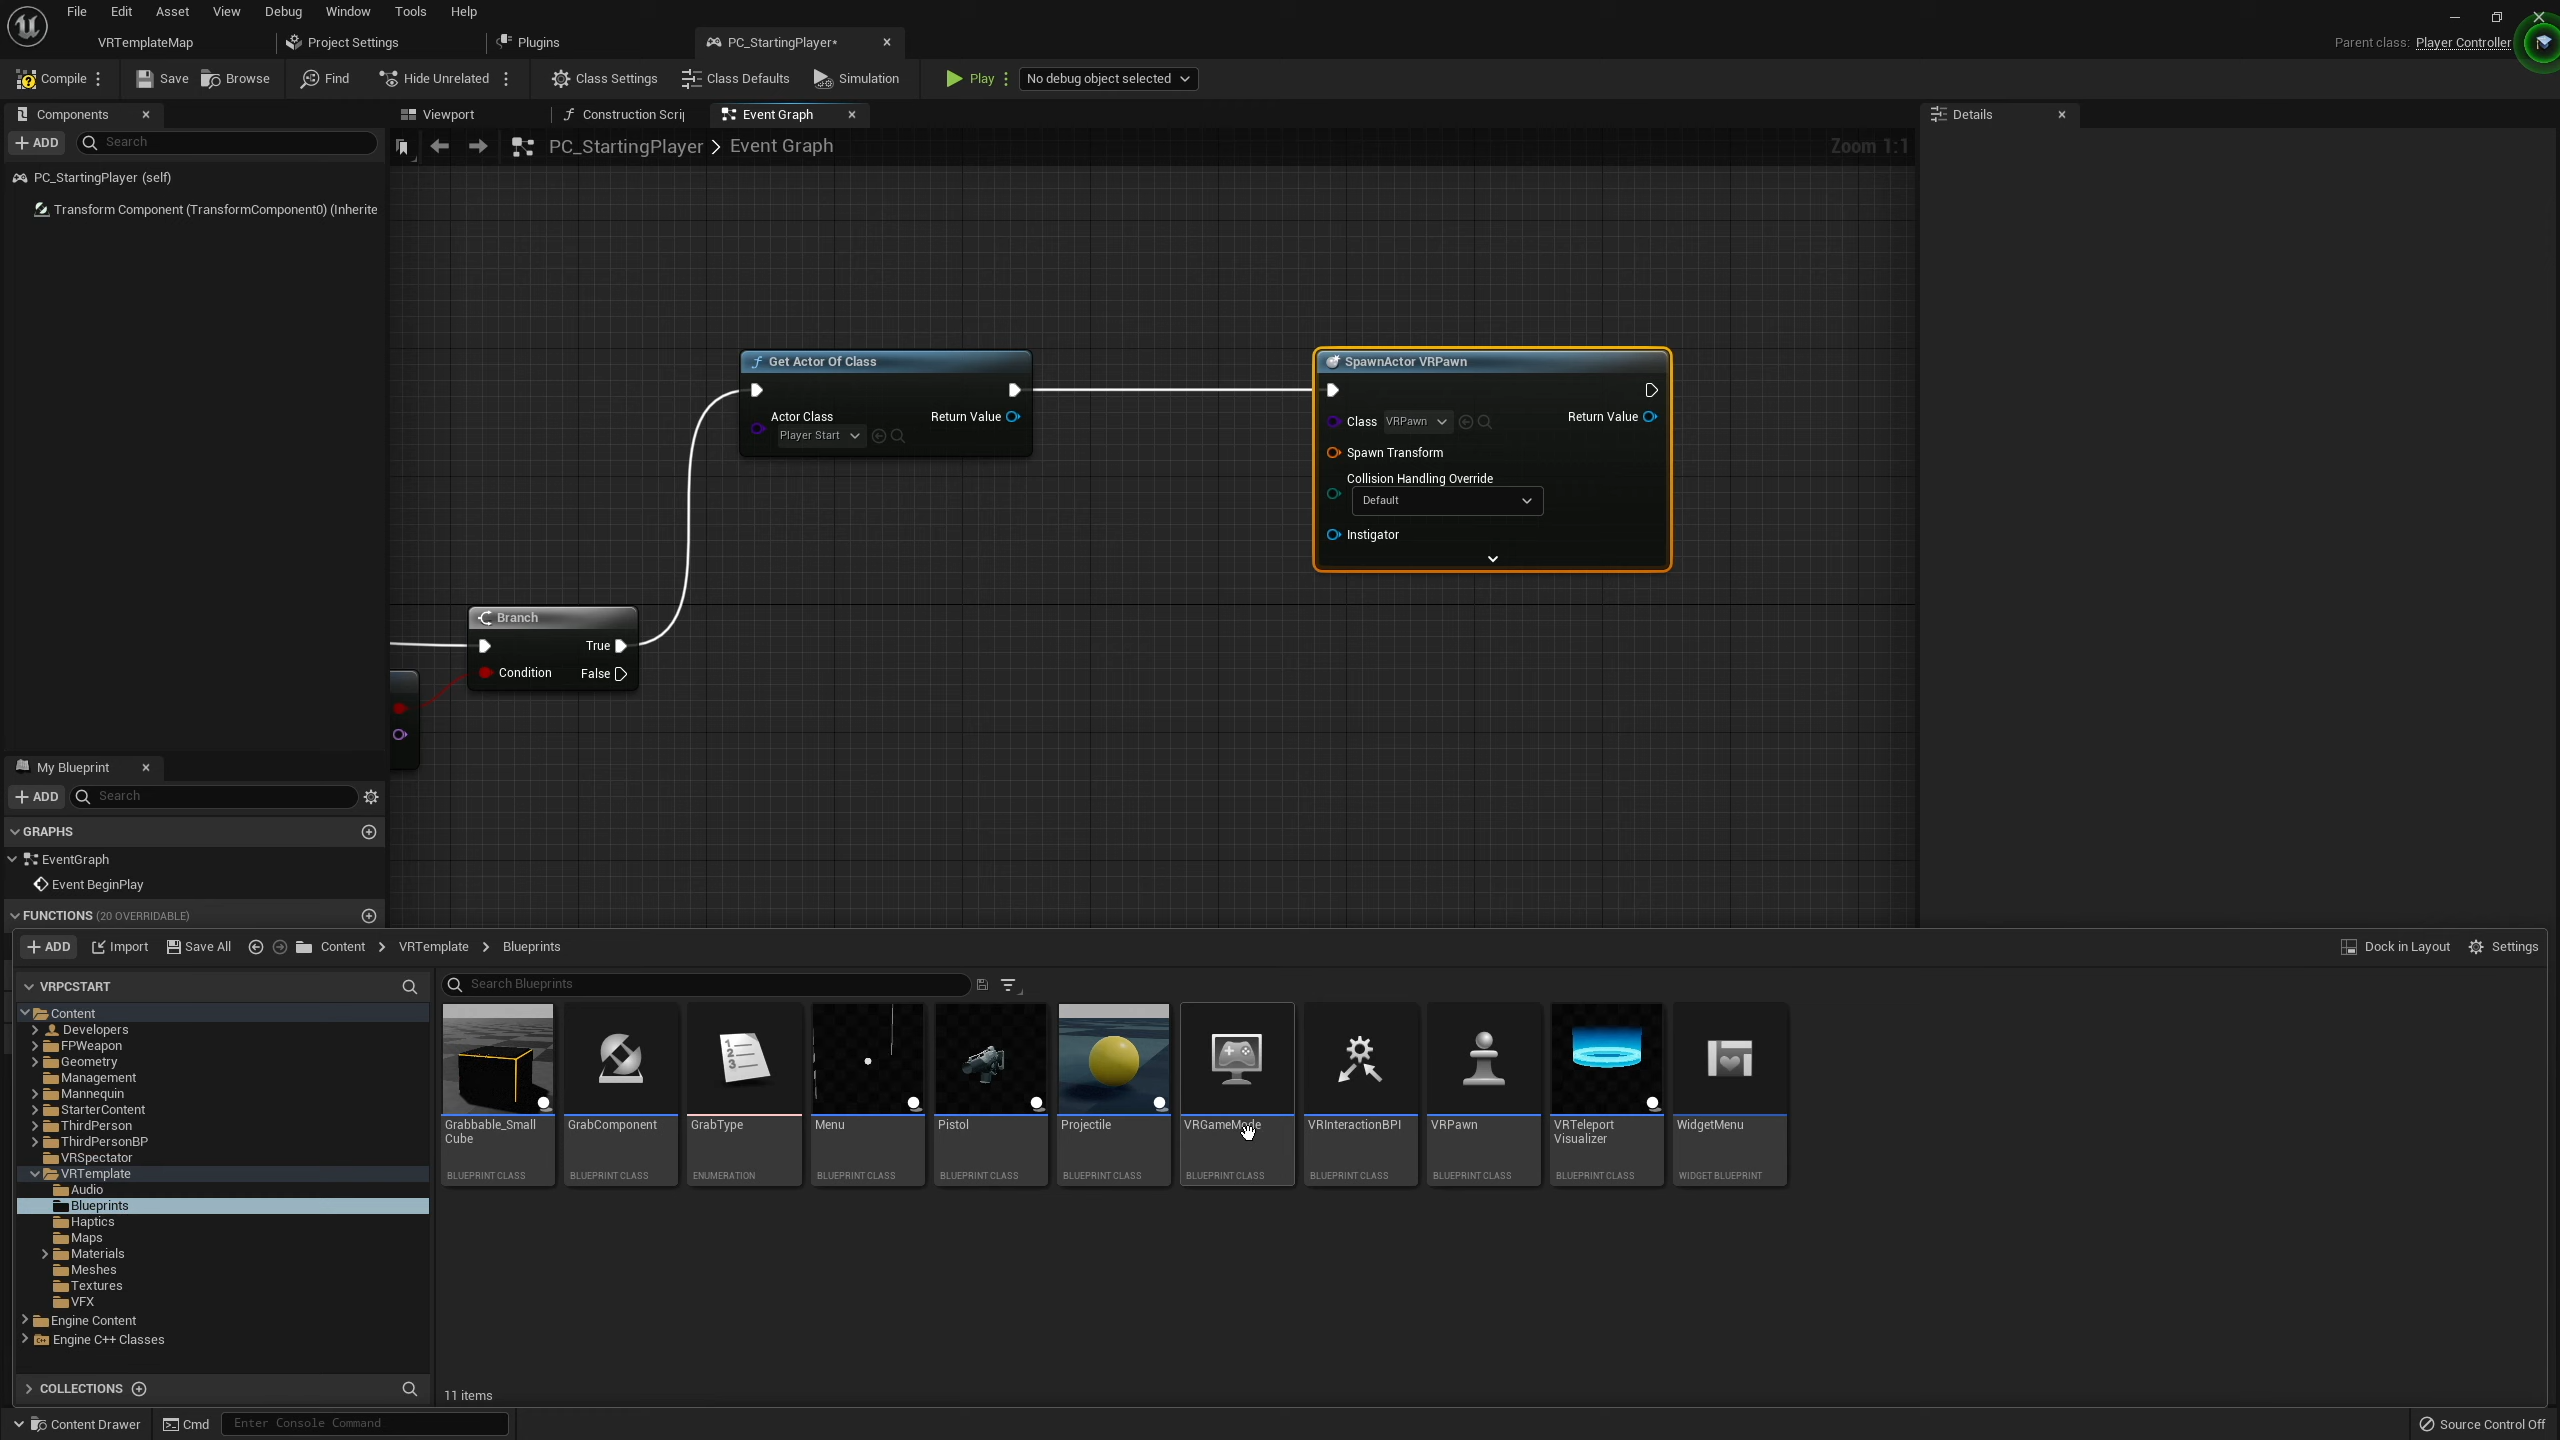 File Edit Asset View Debug Window Tools Help
VRTemplateMap Project Settings Plugins PC_StartingPlayer* Parent class: Player Controller
Compile Save Browse Find Hide Unrelated Class Settings Class Defaults Simulation Play No debug object selected
Components Viewport Construction Scri Event Graph Details
ADD Search PC_StartingPlayer > Event Graph Zoom 1:1
PC_StartingPlayer (self)
Transform Component (TransformComponent0) (Inherite
Get Actor Of Class
Actor Class Return Value
Player Start
SpawnActor VRPawn
Class VRPawn Return Value
Spawn Transform
Collision Handling Override
Default
Instigator
Branch
True
Condition False
My Blueprint
ADD Search
GRAPHS
EventGraph
Event BeginPlay
FUNCTIONS (20 OVERRIDABLE)
ADD Import Save All Content > VRTemplate > Blueprints Dock in Layout Settings
VRPCSTART
Search Blueprints
Content
Developers
FPWeapon
Geometry
Management
Mannequin
StarterContent
ThirdPerson
ThirdPersonBP
VRSpectator
VRTemplate
Audio
Blueprints
Haptics
Maps
Materials
Meshes
Textures
VFX
Engine Content
Engine C++ Classes
COLLECTIONS
Grabbable_Small
Cube
BLUEPRINT CLASS
GrabComponent
BLUEPRINT CLASS
1
2
3
GrabType
ENUMERATION
Menu
BLUEPRINT CLASS
Pistol
BLUEPRINT CLASS
Projectile
BLUEPRINT CLASS
VRGameMode
BLUEPRINT CLASS
VRInteractionBPI
BLUEPRINT CLASS
VRPawn
BLUEPRINT CLASS
VRTeleport
Visualizer
BLUEPRINT CLASS
WidgetMenu
WIDGET BLUEPRINT
11 items
Content Drawer Cmd Enter Console Command Source Control Off